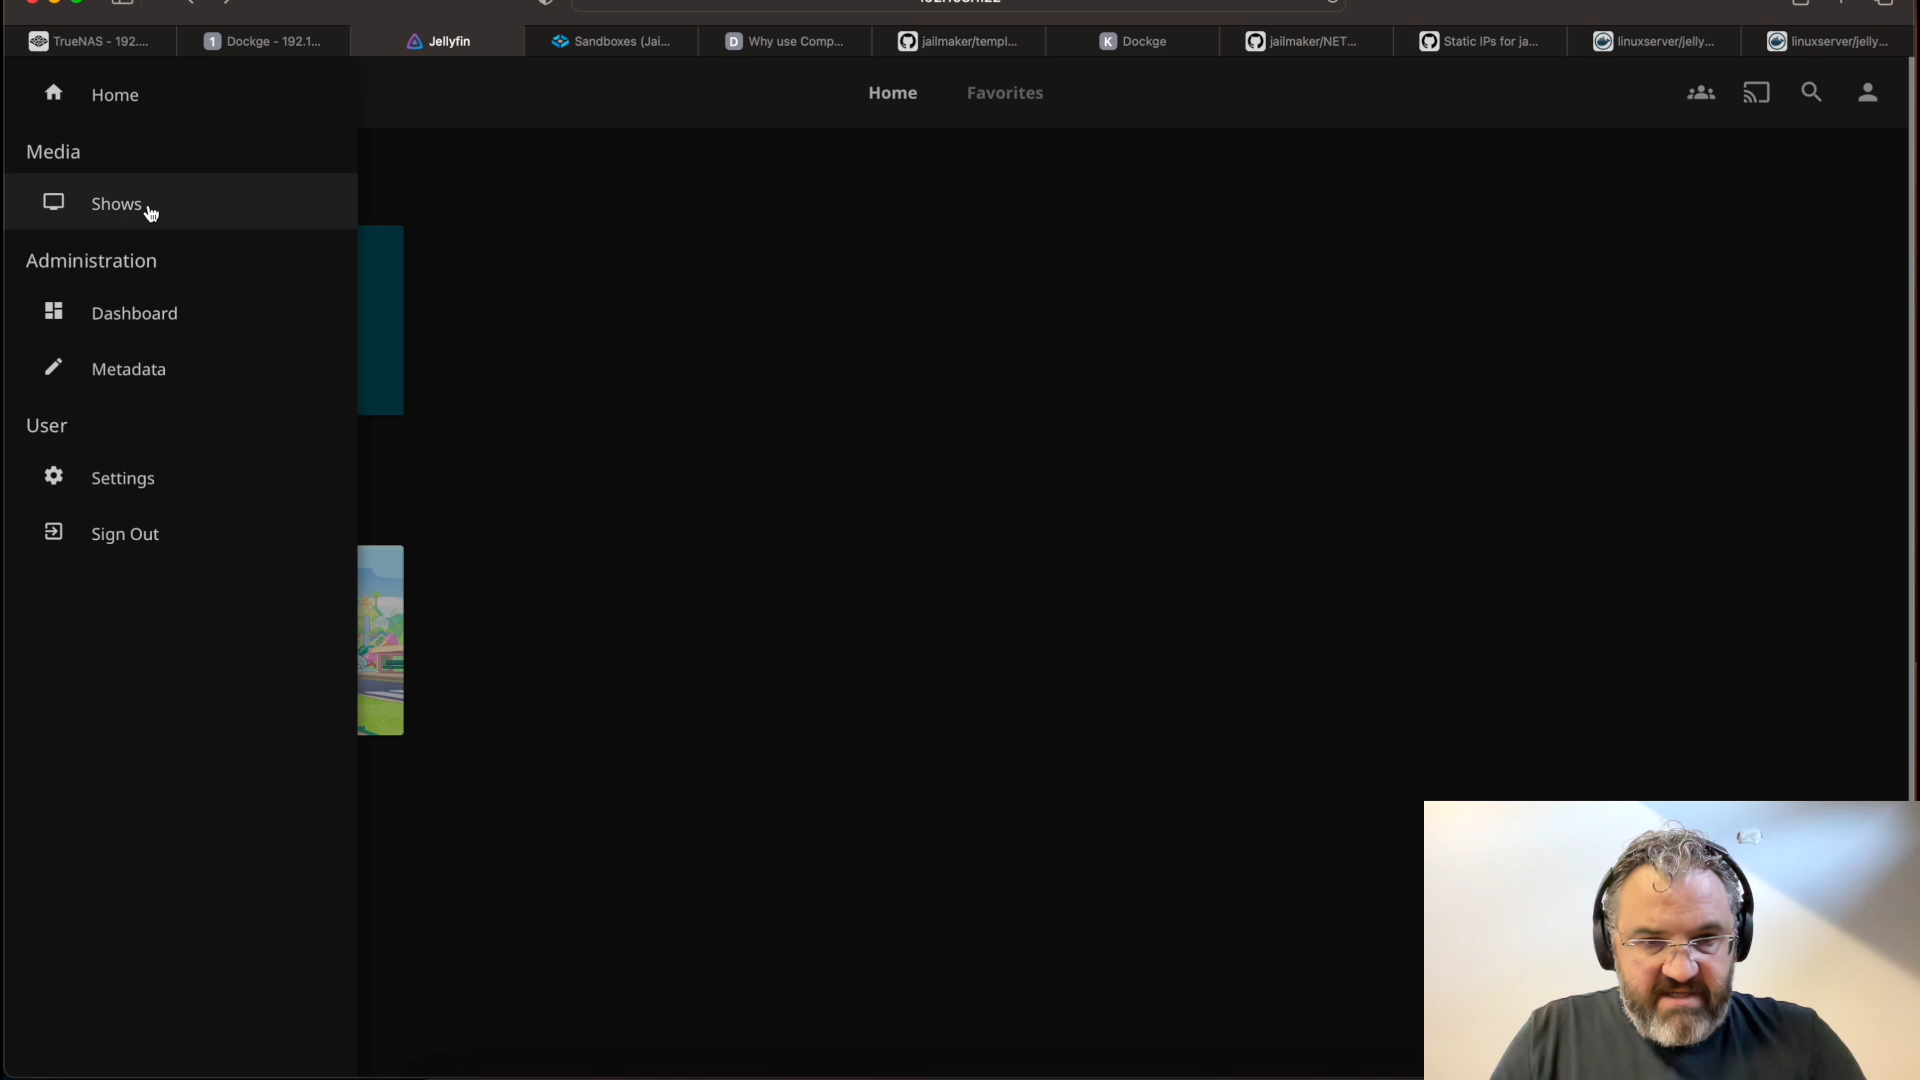 TrueNAS - 192....
1 Dockge - 192.1...
Jellyfin
Sandboxes (Jai...
D Why use Comp...
jailmaker/templ...
K Dockge
jailmaker/NET...
Static IPs for ja...
linuxserver/jelly...
linuxserver/jelly...
Home
Home
Favorites
Media
Shows
Administration
Dashboard
Metadata
User
Settings
Sign Out